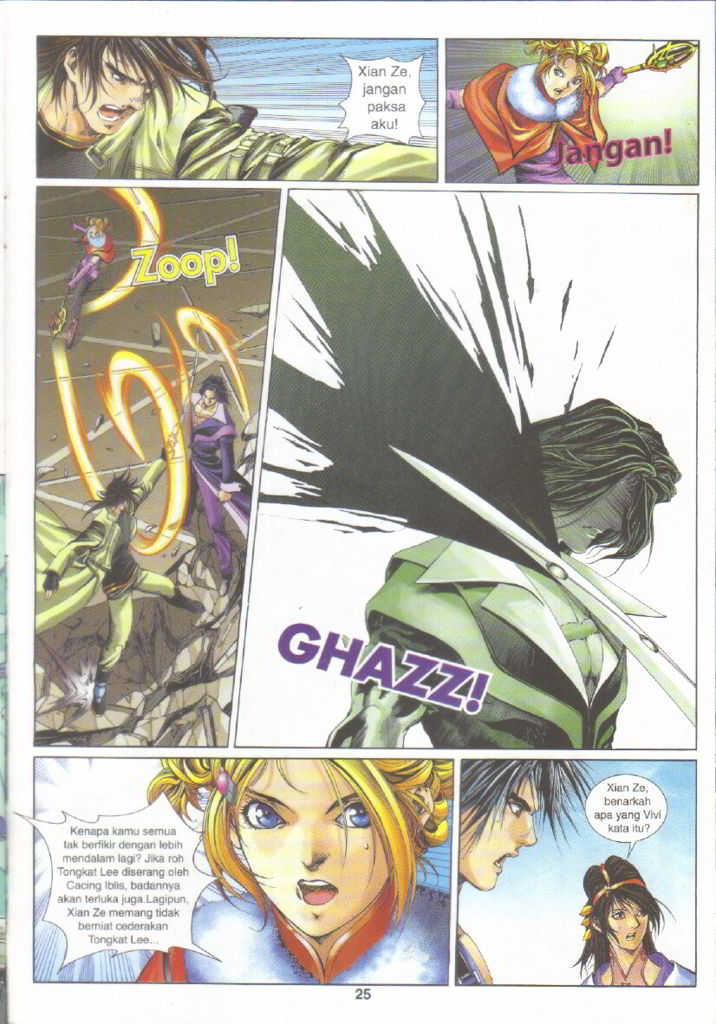 Xian Ze,
jangan
paksa
aku!
Jangan!
Zoop!
GHAZZ!
Kenapa kamu semua
tak berfikir dengan lebih
mendalam lagi? Jika roh
Tongkat Lee diserang oleh
Cacing Iblis, badannya
akan terluka juga.Lagipun,
Xian Ze memang tidak
berniat cederakan
Tongkat Lee...
Xian Ze,
benarkah
apa yang Vivi
kata itu?
25